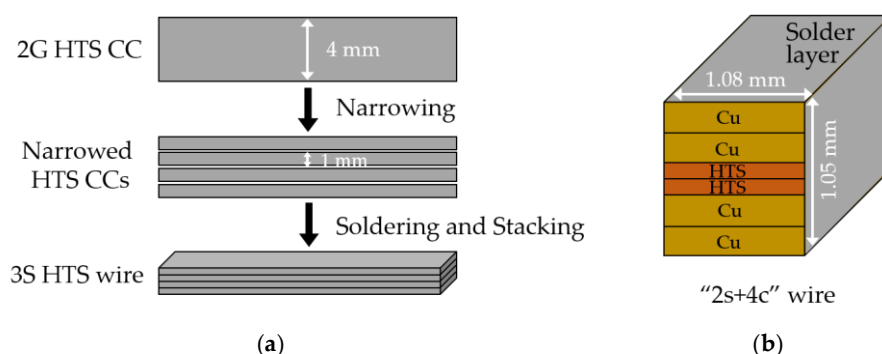 2G HTS CC
4 mm
Narrowing
Narrowed
HTS CCs
1 mm
Soldering and Stacking
3S HTS wire
(a)
Solder
layer
1.08 mm
1.05 mm
Cu
Cu
HTS
HTS
Cu
Cu
“2s+4c” wire
(b)